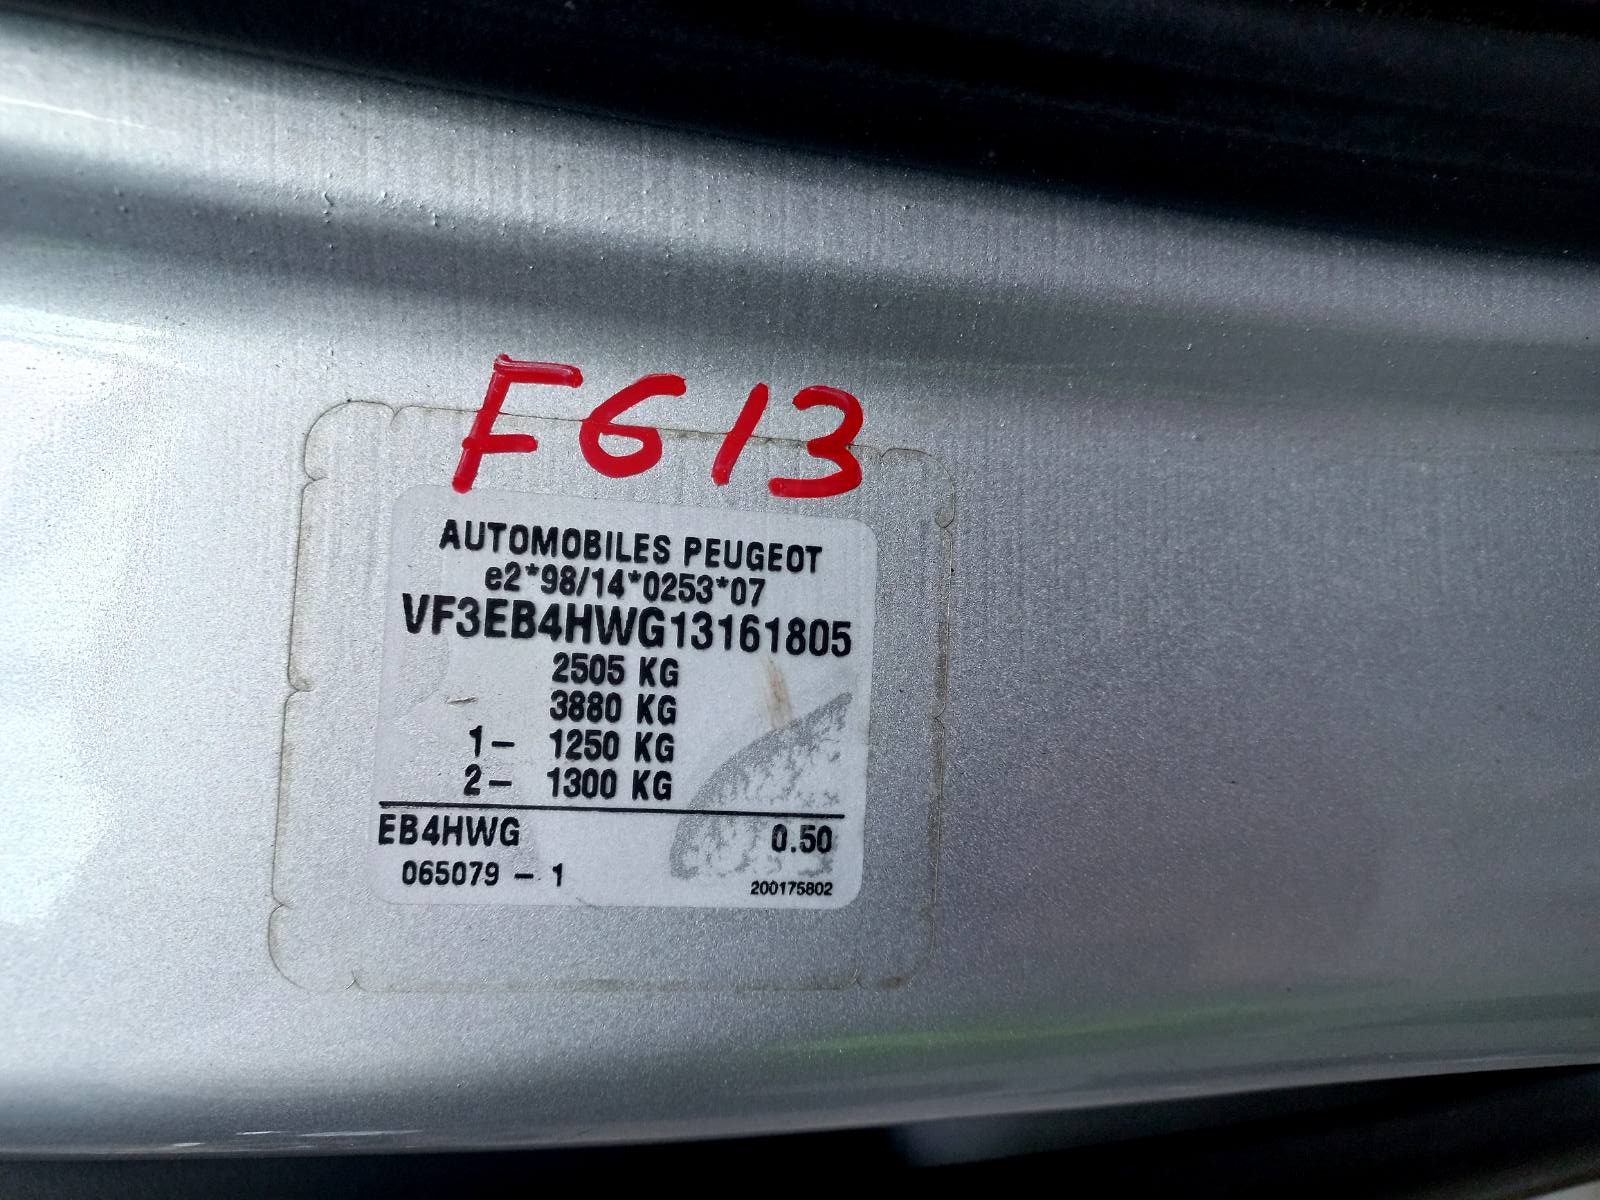 FG13
AUTOMOBILES PEUGEOT
e2*98/14*0253*07
VF3EB4HWG13161805
2505 KG
3880 KG
1- 1250 KG
2- 1300 KG
EB4HWG 0.50
065079 - 1 200175802